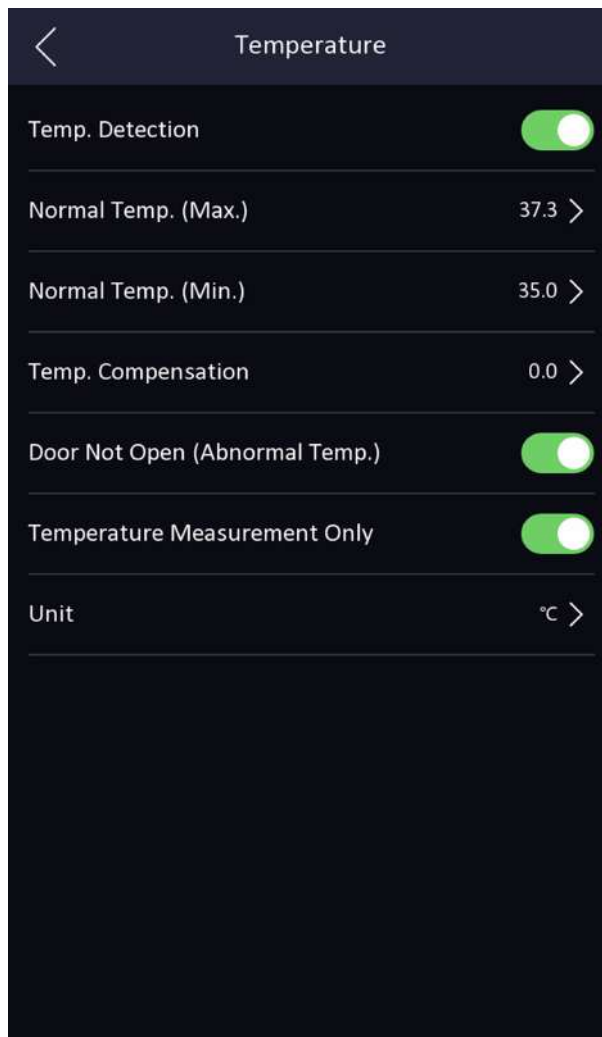 Temperature
Temp. Detection
Normal Temp. (Max.) 37.3
Normal Temp. (Min.) 35.0
Temp. Compensation 0.0
Door Not Open (Abnormal Temp.)
Temperature Measurement Only
Unit °C